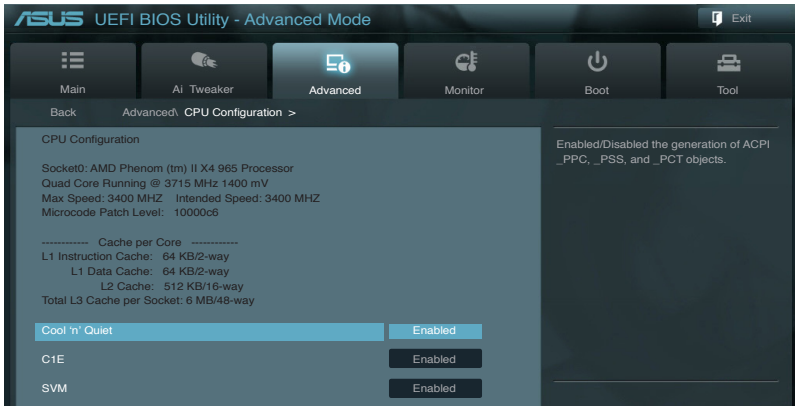 ASUS UEFI BIOS Utility - Advanced Mode
Exit
Main
Ai Tweaker
Advanced
Monitor
Boot
Tool
Back Advanced\ CPU Configuration >
CPU Configuration
Socket0: AMD Phenom (tm) II X4 965 Processor
Quad Core Running @ 3715 MHz 1400 mV
Max Speed: 3400 MHZ Intended Speed: 3400 MHZ
Microcode Patch Level: 10000c6
------------ Cache per Core ------------
L1 Instruction Cache: 64 KB/2-way
L1 Data Cache: 64 KB/2-way
L2 Cache: 512 KB/16-way
Total L3 Cache per Socket: 6 MB/48-way
Cool 'n' Quiet Enabled
C1E Enabled
SVM Enabled
Enabled/Disabled the generation of ACPI
_PPC, _PSS, and _PCT objects.